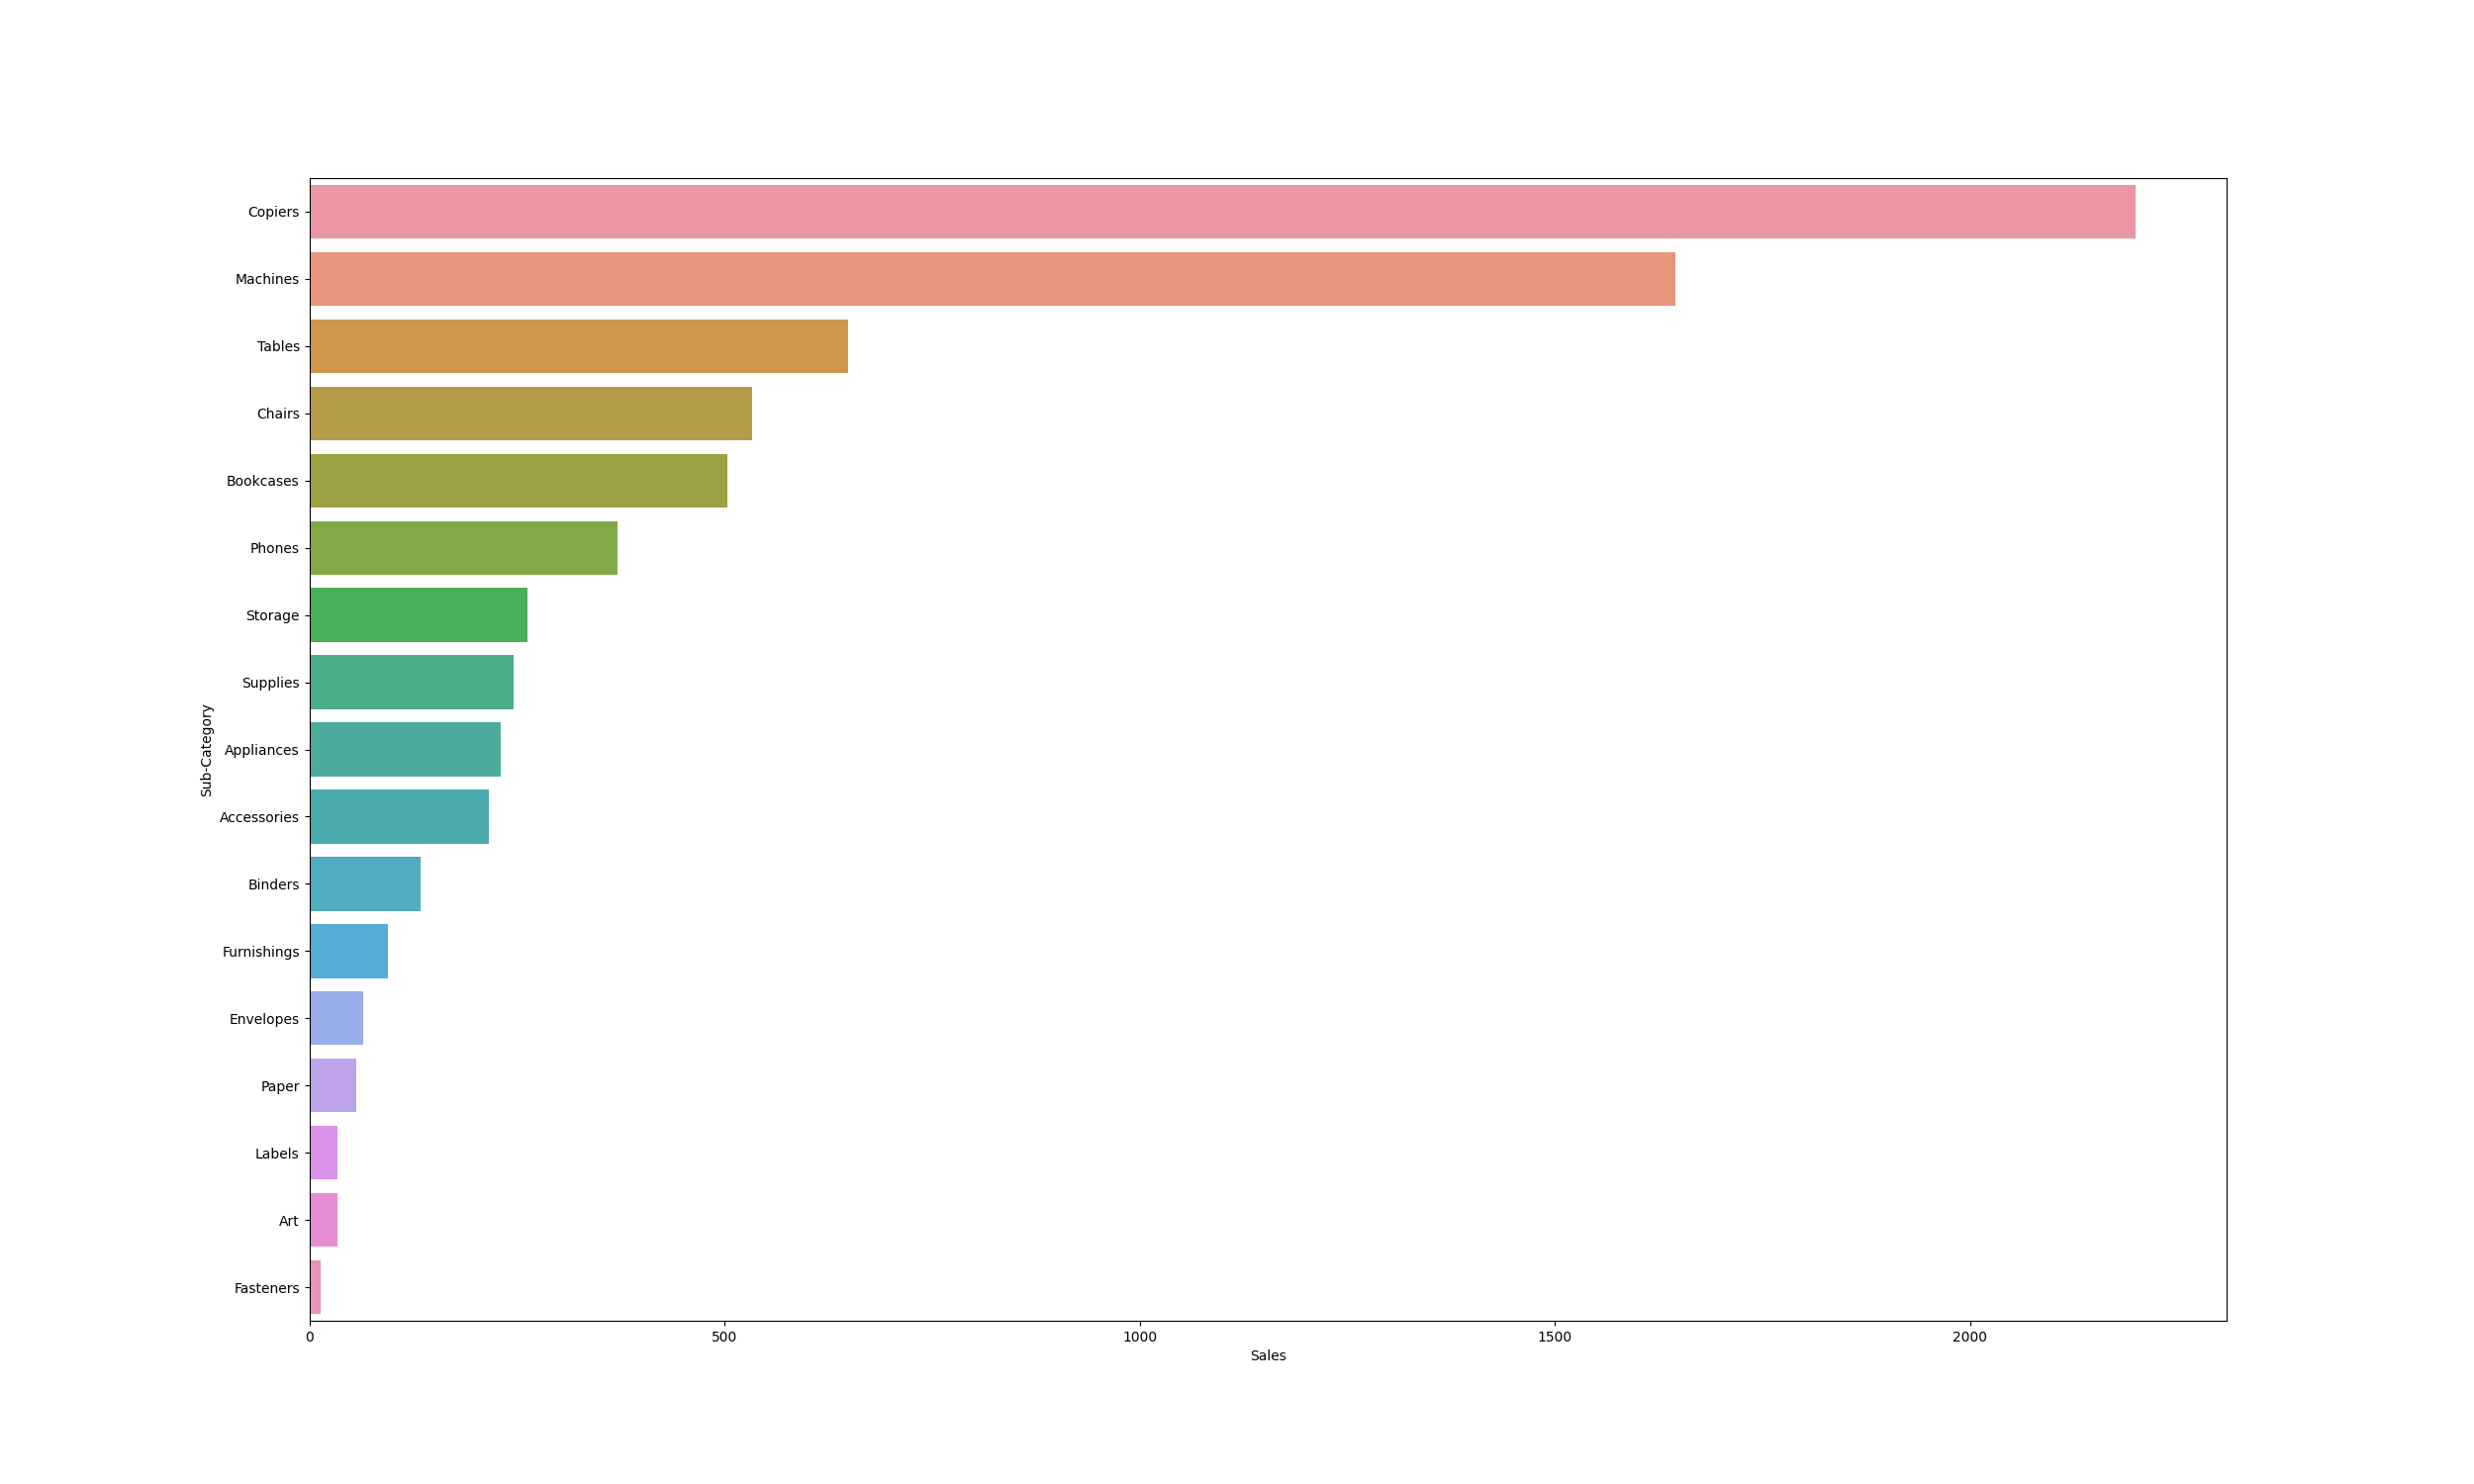 Copiers
Machines
Tables
Chairs
Bookcases
Phones
Storage
Supplies
Appliances
Accessories
Binders
Furnishings
Envelopes
Paper
Labels
Art
Fasteners
Sub-Category
0 500 1000 1500 2000
Sales